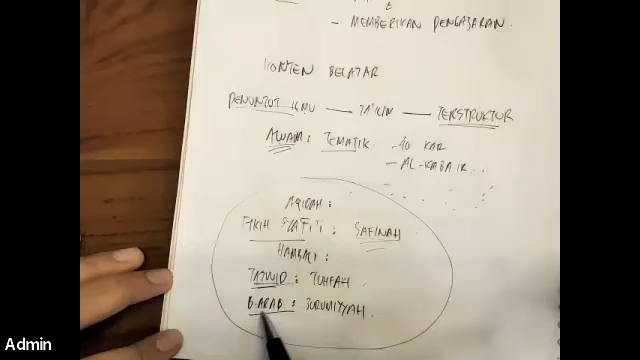 &
- MEMBERIKAN PENGAJARAN.
KONTEN BELAJAR
PENUNTUT ILMU → TA'LIM → TERSTRUKTUR
AWAM: TEMATIK - 40 KAR
- AL-KABAIR...
AQIDAH:
FIKIH SYAFI'I: SAFINAH
HAMBALI:
TAJWID: TUHFAH.
B.ARAB: JURUMIYYAH.
Admin